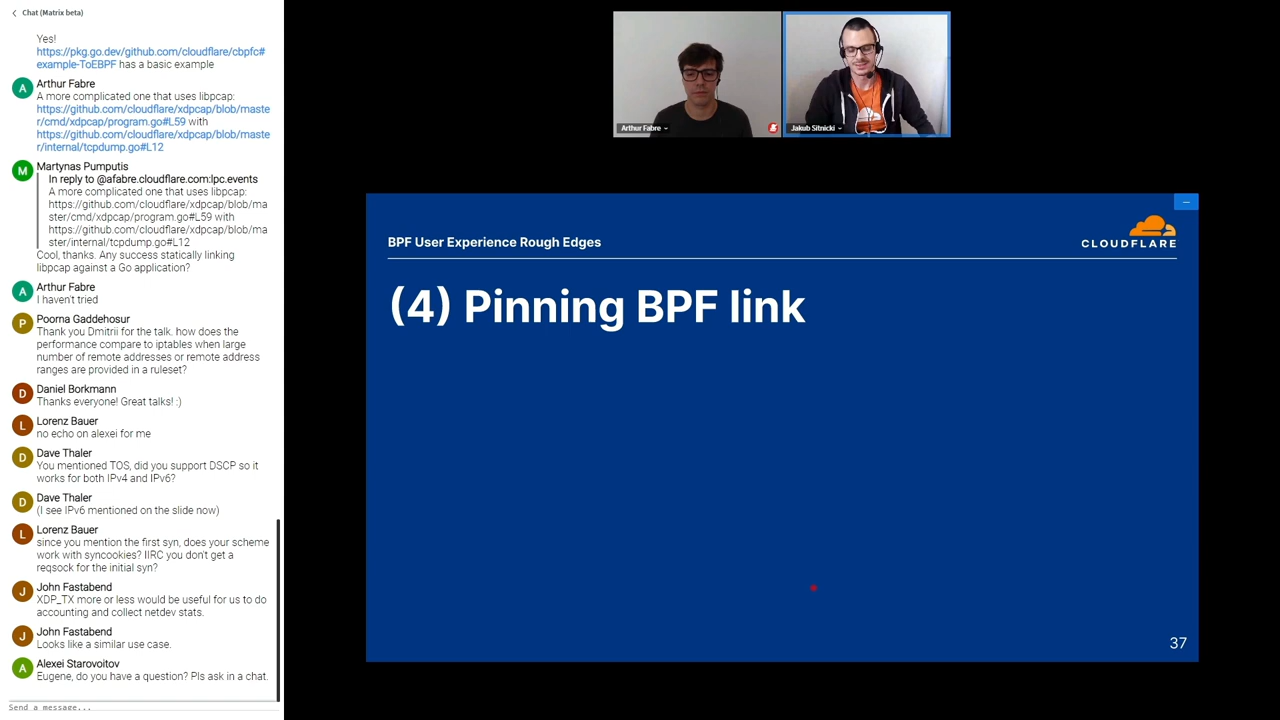 Chat (Matrix beta)
Yes!
https://pkg.go.dev/github.com/cloudflare/cbpfc#
example-ToEBPF has a basic example
A
Arthur Fabre
A more complicated one that uses libpcap:
https://github.com/cloudflare/xdpcap/blob/maste
r/cmd/xdpcap/program.go#L59 with
https://github.com/cloudflare/xdpcap/blob/maste
r/internal/tcpdump.go#L12
M
Martynas Pumputis
In reply to @afabre.cloudflare.com:lpc.events
A more complicated one that uses libpcap:
https://github.com/cloudflare/xdpcap/blob/ma
ster/cmd/xdpcap/program.go#L59 with
https://github.com/cloudflare/xdpcap/blob/ma
ster/internal/tcpdump.go#L12
Cool, thanks. Any success statically linking
libpcap against a Go application?
A
Arthur Fabre
I haven't tried
P
Poorna Gaddehosur
Thank you Dmitrii for the talk. how does the
performance compare to iptables when large
number of remote addresses or remote address
ranges are provided in a ruleset?
D
Daniel Borkmann
Thanks everyone! Great talks! :)
L
Lorenz Bauer
no echo on alexei for me
D
Dave Thaler
You mentioned TOS, did you support DSCP so it
works for both IPv4 and IPv6?
D
Dave Thaler
(I see IPv6 mentioned on the slide now)
L
Lorenz Bauer
since you mention the first syn, does your scheme
work with syncookies? IIRC you don't get a
reqsock for the initial syn?
J
John Fastabend
XDP_TX more or less would be useful for us to do
accounting and collect netdev stats.
J
John Fastabend
Looks like a similar use case.
A
Alexei Starovoitov
Eugene, do you have a question? Pls ask in a chat.
Send a message...
Arthur Fabre
Jakub Sitnicki
BPF User Experience Rough Edges
CLOUDFLARE
(4) Pinning BPF link
37